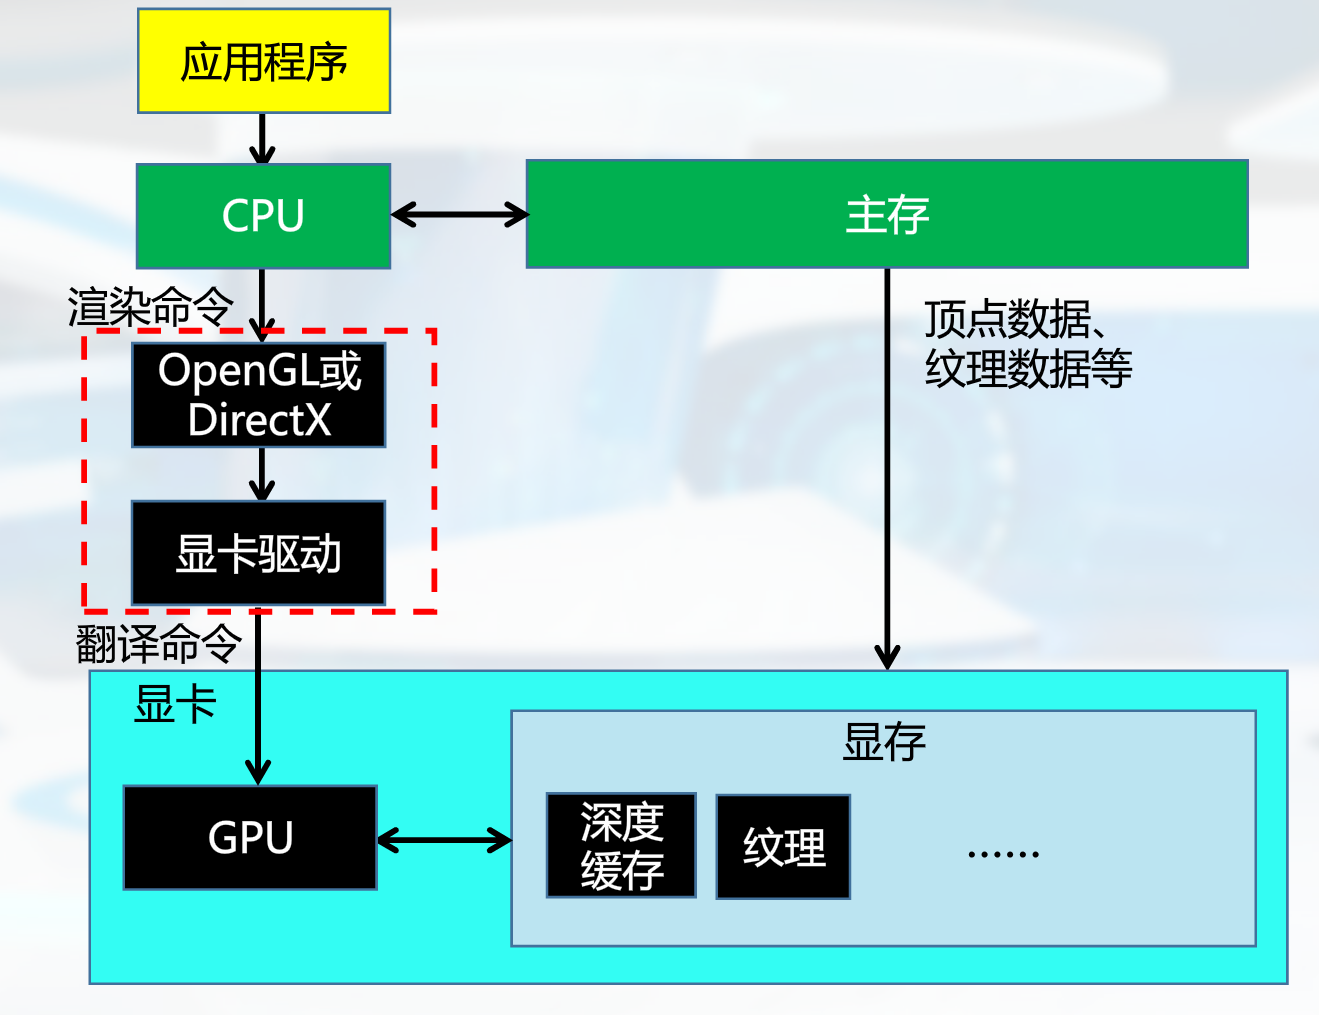 应用程序
CPU
主存
渲染命令
顶点数据、
纹理数据等
OpenGL或
DirectX
显卡驱动
翻译命令
显卡
显存
GPU
深度
缓存
纹理
......